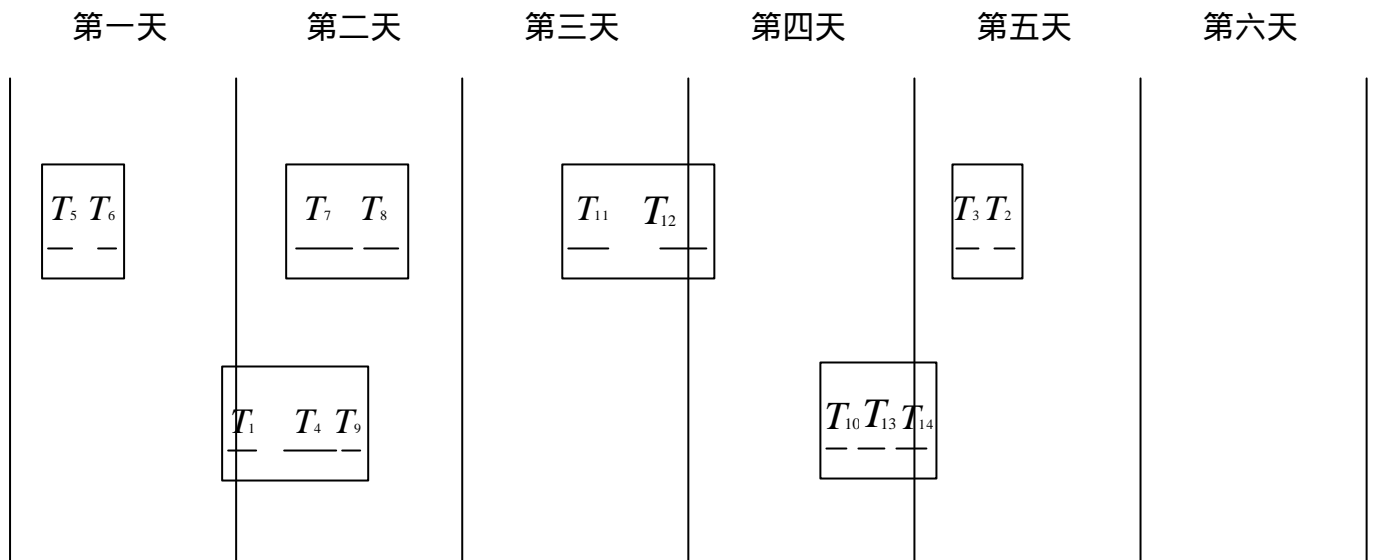 第一天 第二天 第三天 第四天 第五天 第六天
T5 T6 T7 T8 T11 T12 T3 T2
T1 T4 T9 T10 T13 T14